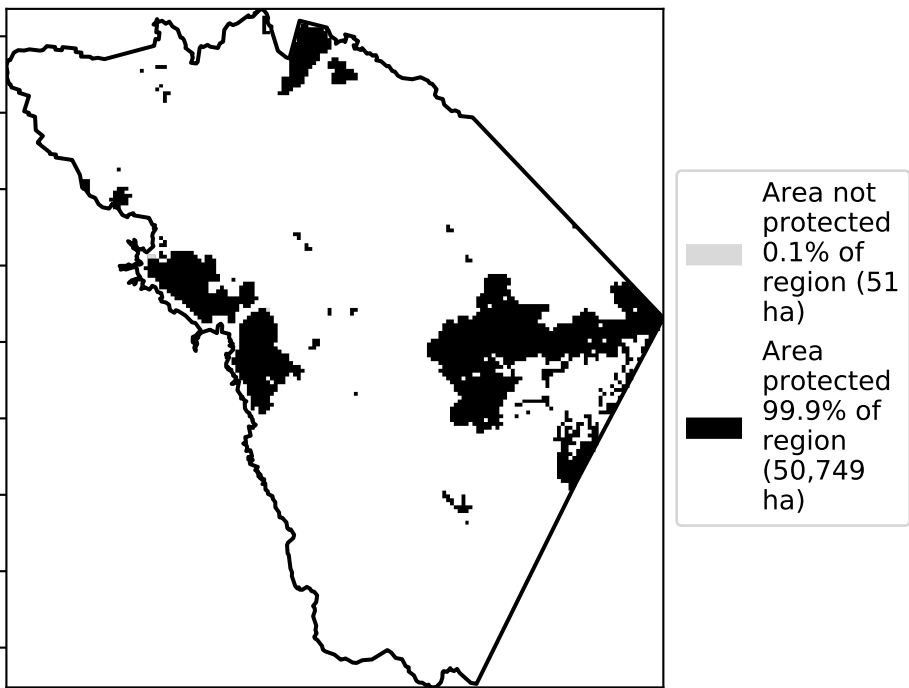 Area not
protected
0.1% of
region (51
ha)
Area
protected
99.9% of
region
(50,749
ha)